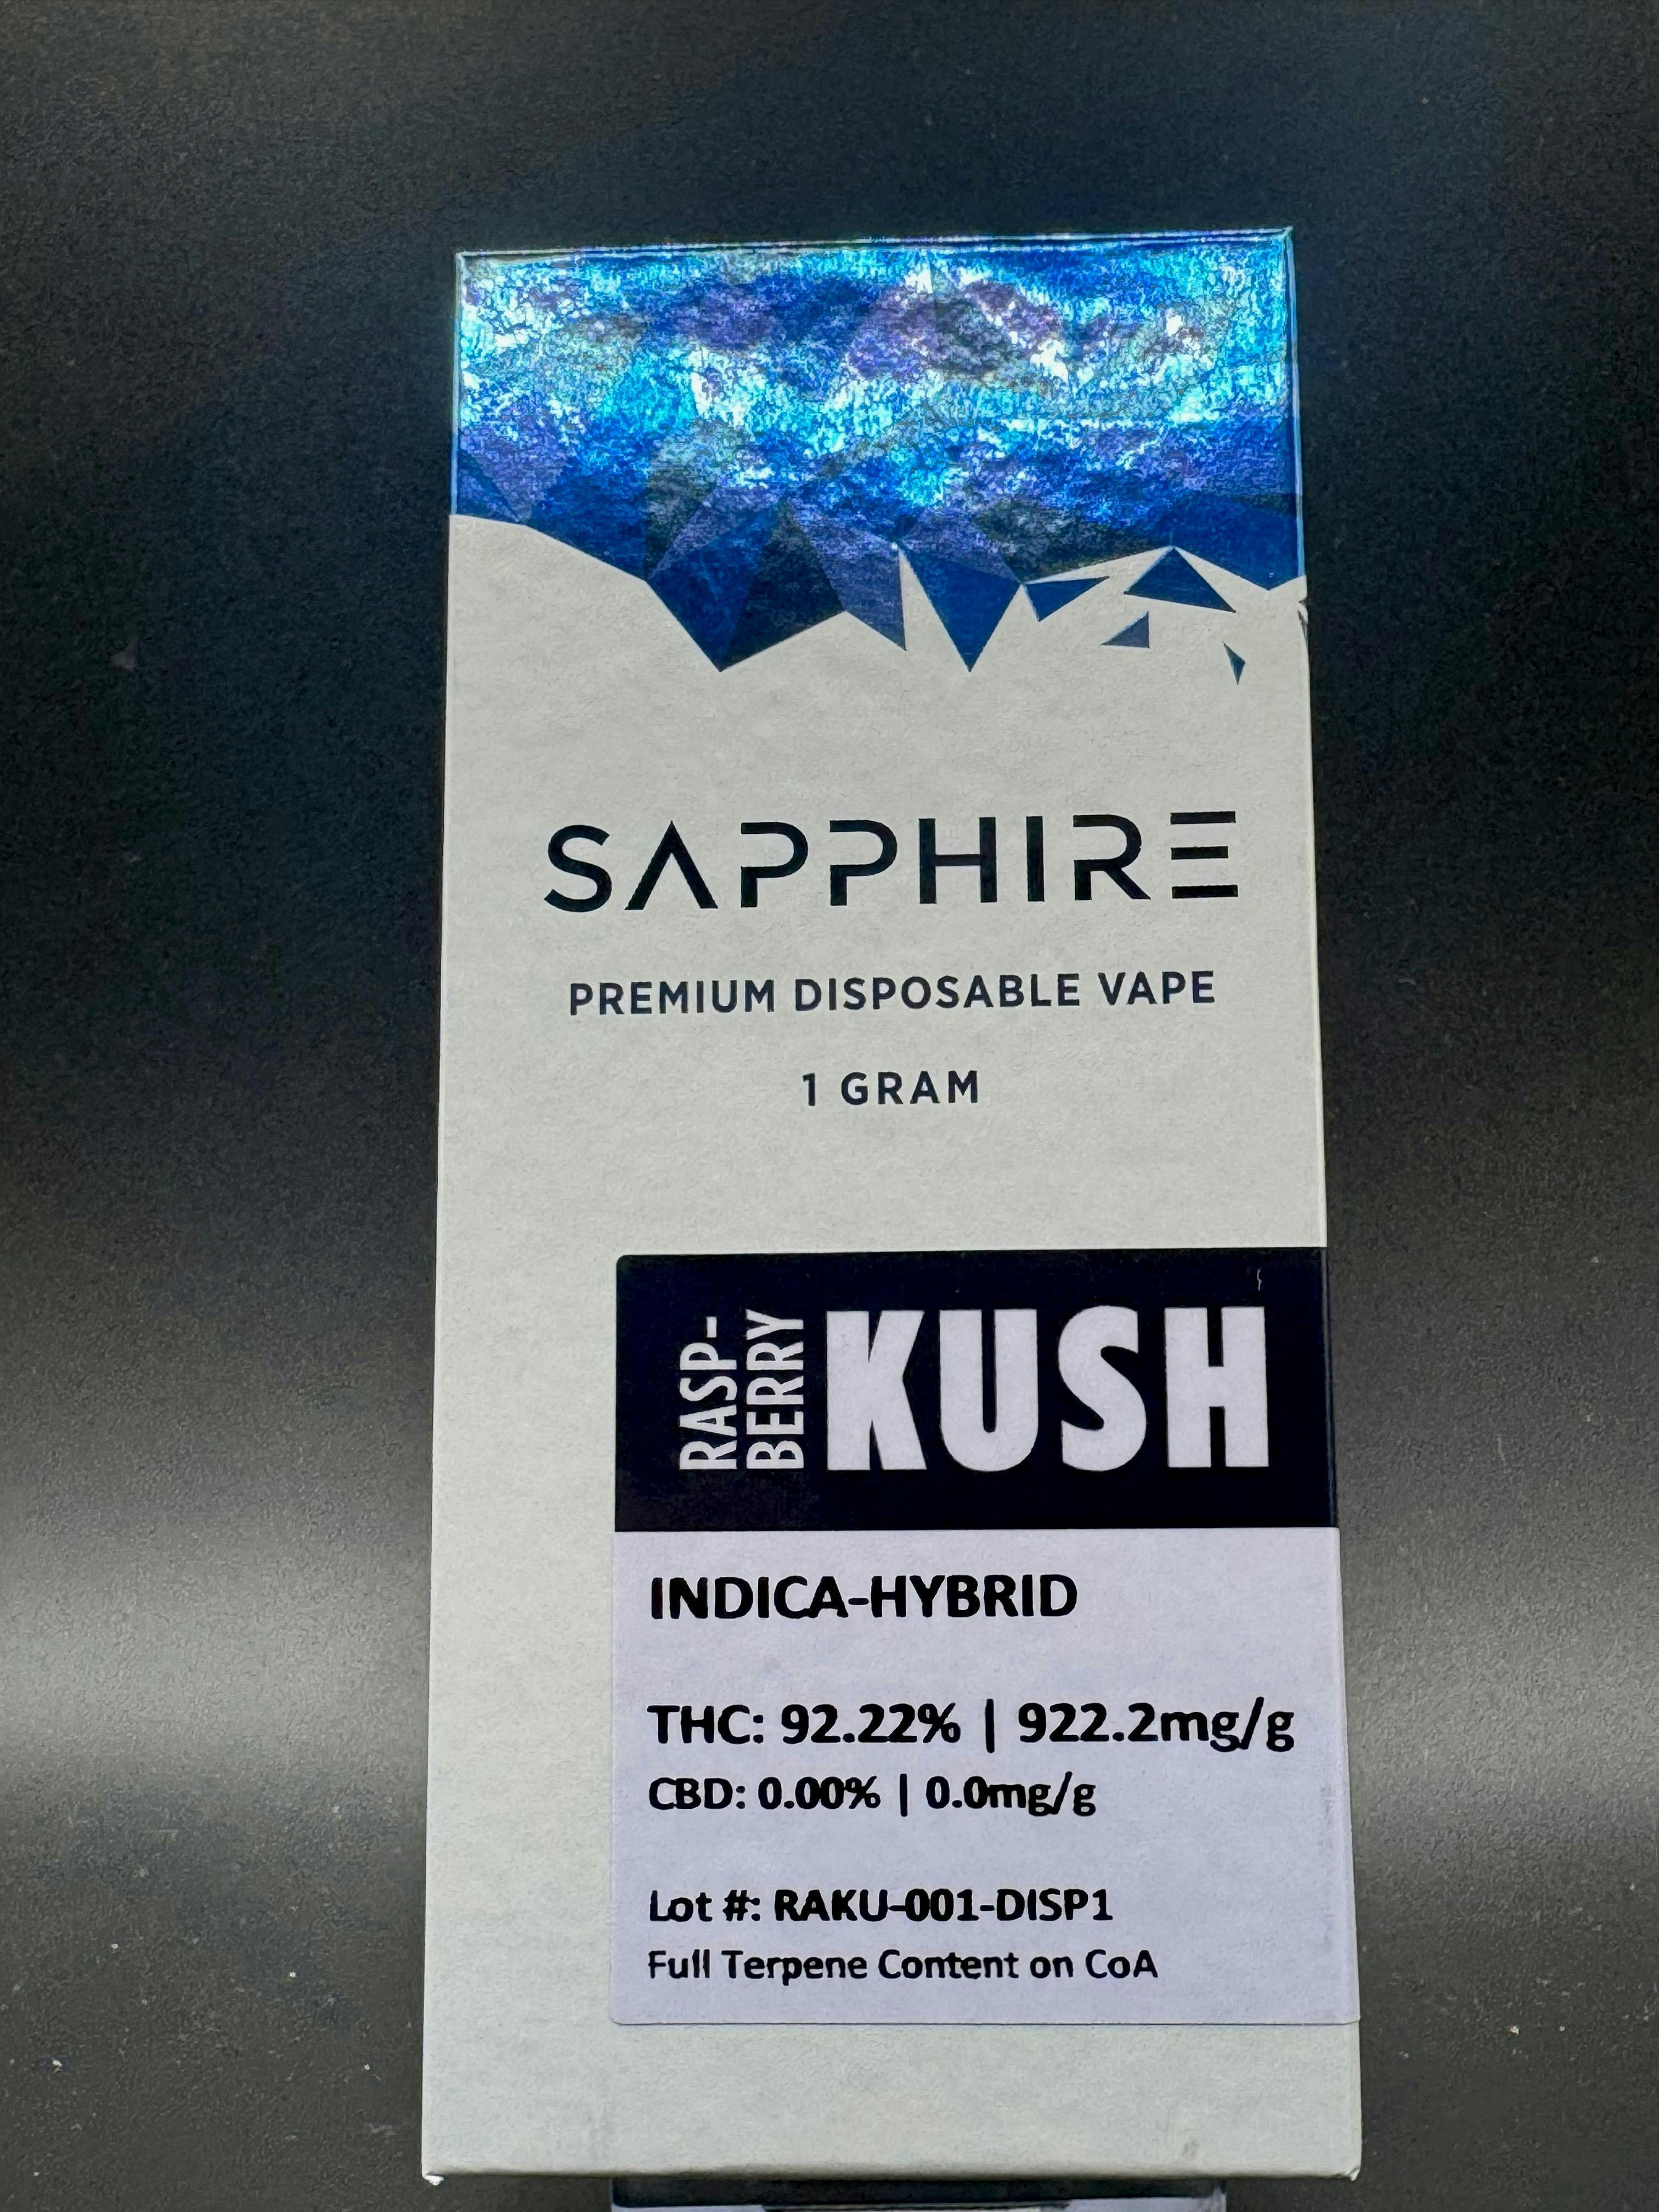 SAPPHIRE
PREMIUM DISPOSABLE VAPE
1 GRAM
RASP-
BERRY
KUSH
INDICA-HYBRID
THC: 92.22% | 922.2mg/g
CBD: 0.00% | 0.0mg/g
Lot #: RAKU-001-DISP1
Full Terpene Content on CoA